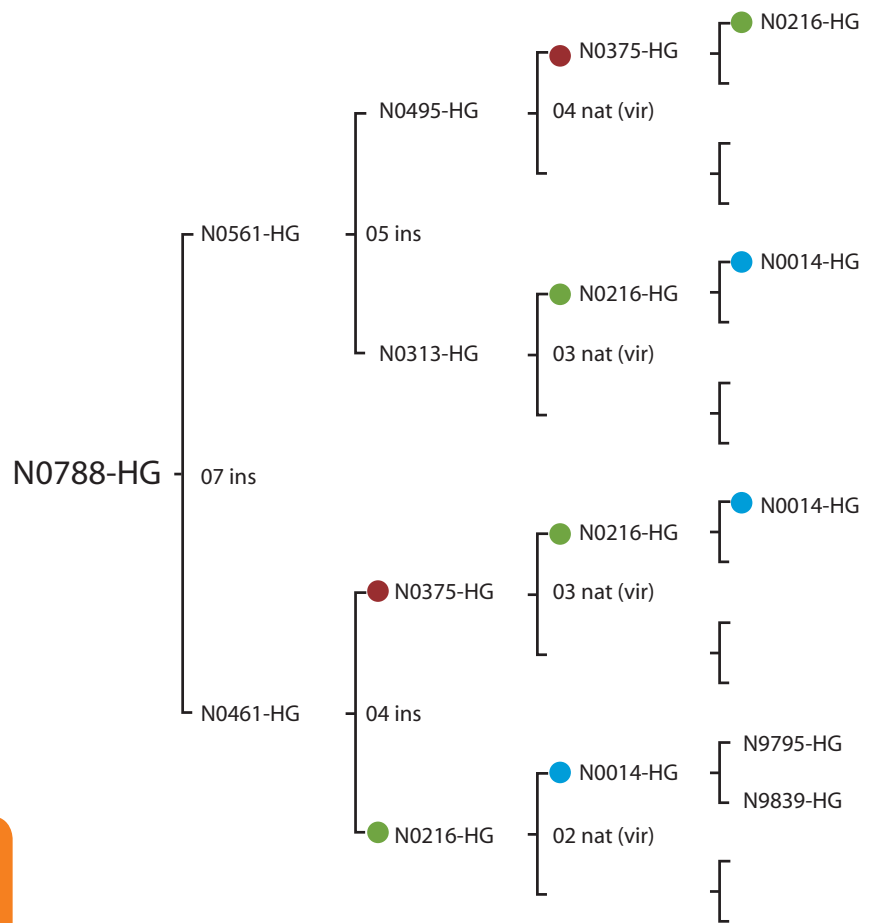 N0216-HG
N0375-HG
N0495-HG
04 nat (vir)
N0561-HG
05 ins
N0014-HG
N0216-HG
N0313-HG
03 nat (vir)
N0788-HG
07 ins
N0014-HG
N0216-HG
N0375-HG
03 nat (vir)
N0461-HG
04 ins
N9795-HG
N0014-HG
N9839-HG
N0216-HG
02 nat (vir)